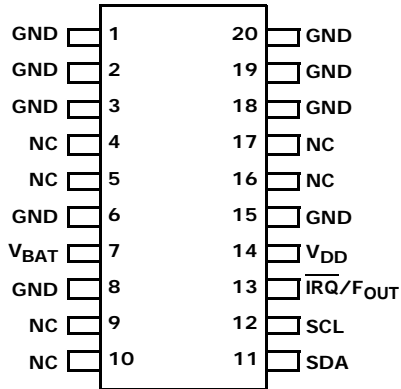 GND 1 20 GND
GND 2 19 GND
GND 3 18 GND
NC 4 17 NC
NC 5 16 NC
GND 6 15 GND
VBAT 7 14 VDD
GND 8 13 IRQ/FOUT
NC 9 12 SCL
NC 10 11 SDA